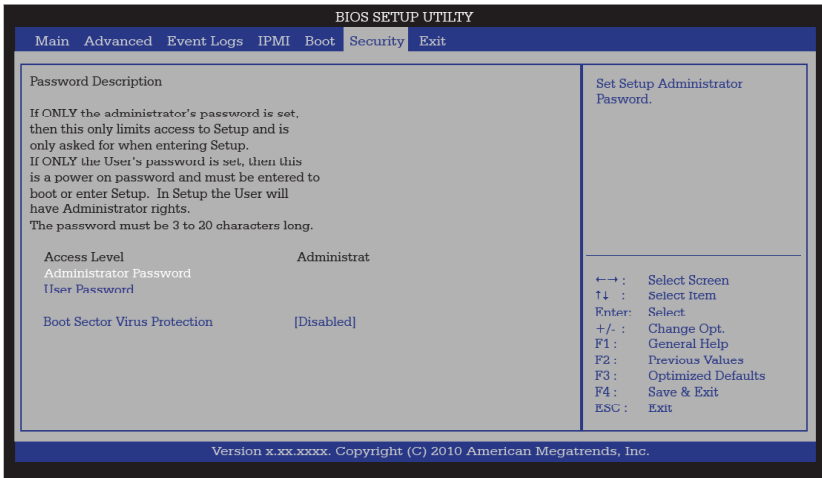 BIOS SETUP UTILTY
Main Advanced Event Logs IPMI Boot Security Exit
Password Description
If ONLY the administrator's password is set,
then this only limits access to Setup and is
only asked for when entering Setup.
If ONLY the User's password is set, then this
is a power on password and must be entered to
boot or enter Setup. In Setup the User will
have Administrator rights.
The password must be 3 to 20 characters long.
Access Level Administrat
Administrator Password
User Password
Boot Sector Virus Protection [Disabled]
Set Setup Administrator
Pasword.
←→ : Select Screen
↑↓ : Select Item
Enter: Select
+/- : Change Opt.
F1 : General Help
F2 : Previous Values
F3 : Optimized Defaults
F4 : Save & Exit
ESC : Exit
Version x.xx.xxxx. Copyright (C) 2010 American Megatrends, Inc.